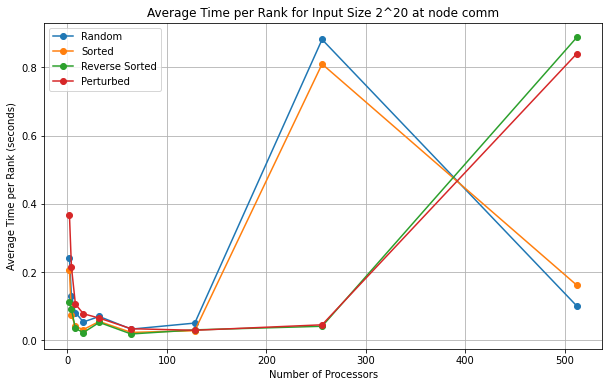 Average Time per Rank for Input Size 2^20 at node comm
Random
Sorted
Reverse Sorted
Perturbed
Average Time per Rank (seconds)
0.8
0.6
0.4
0.2
0.0
0 100 200 300 400 500
Number of Processors